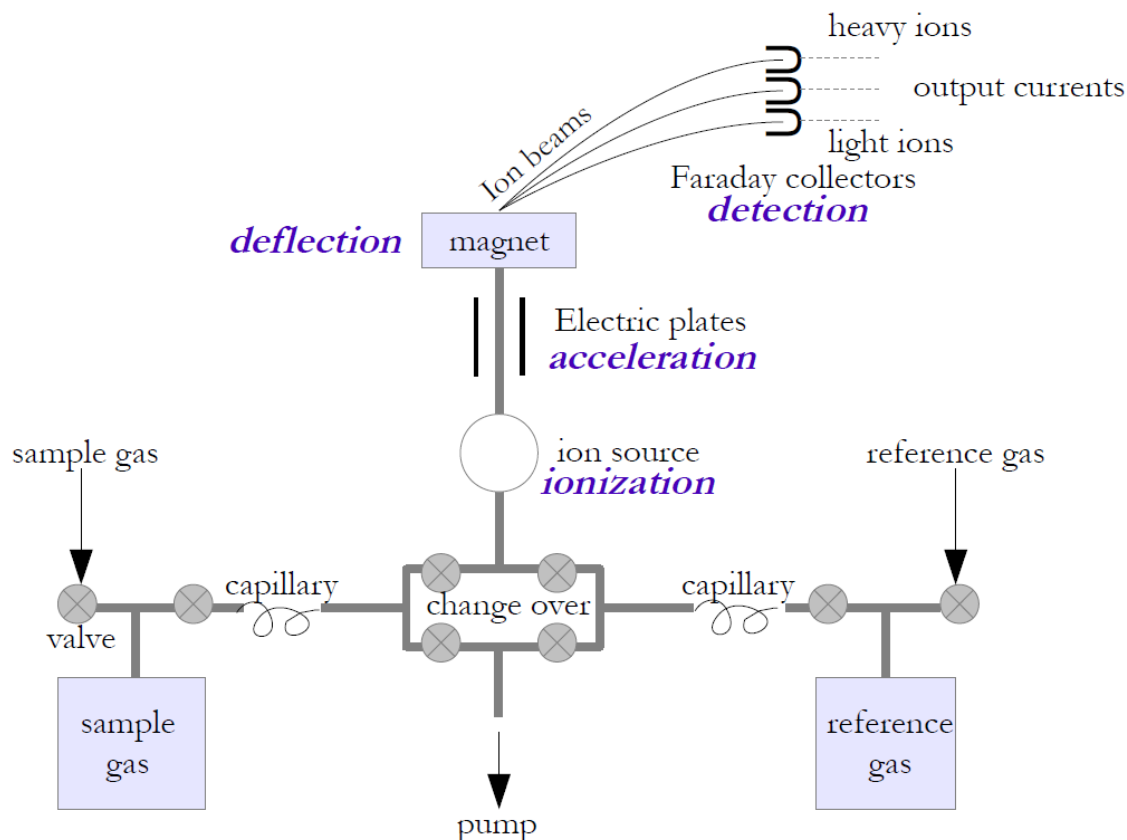 heavy ions
output currents
light ions
Ion beams
Faraday collectors
detection
deflection
magnet
Electric plates
acceleration
sample gas
ion source
reference gas
ionization
capillary
capillary
change over
valve
sample
gas
reference
gas
pump